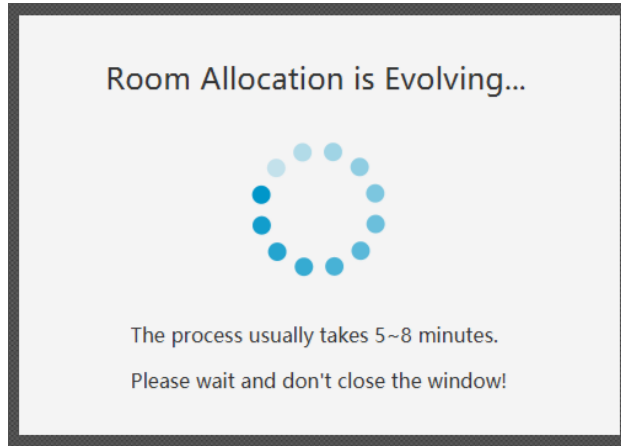 Room Allocation is Evolving...
The process usually takes 5~8 minutes.
Please wait and don't close the window!